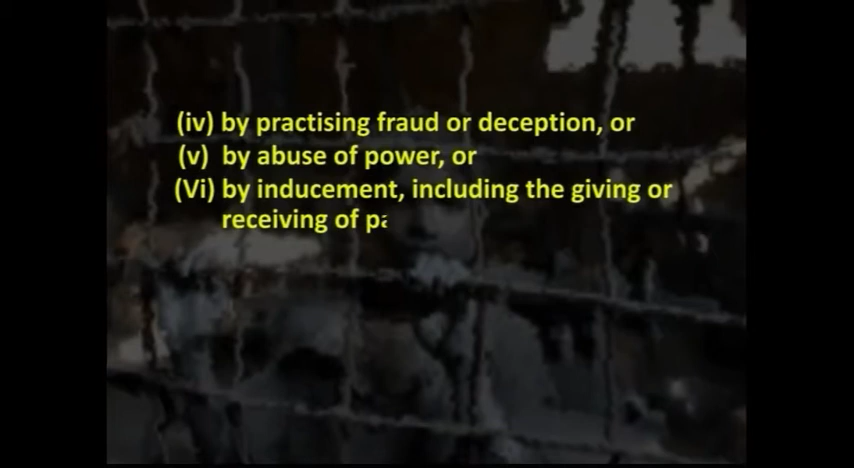 (iv) by practising fraud or deception, or
(v) by abuse of power, or
(Vi) by inducement, including the giving or
receiving of